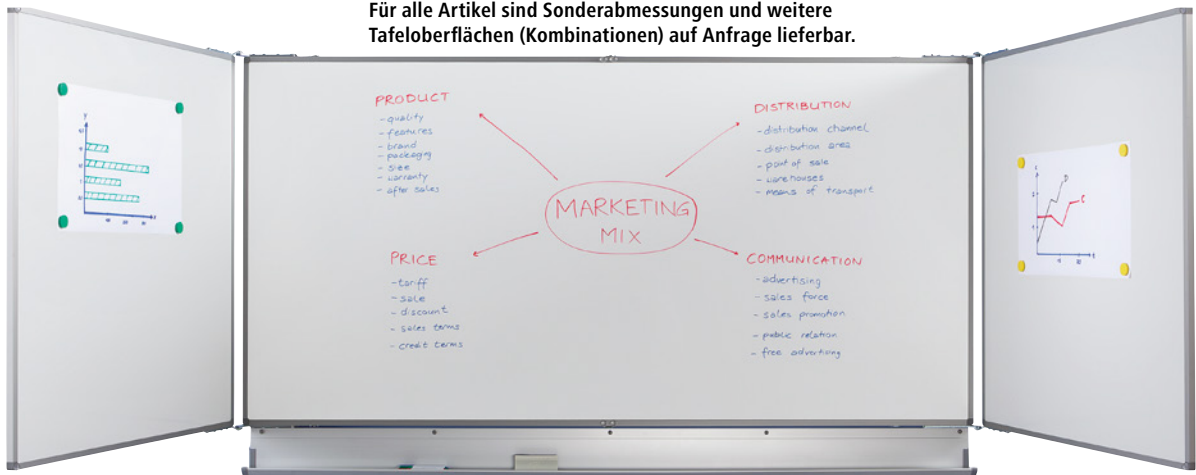 Für alle Artikel sind Sonderabmessungen und weitere
Tafeloberflächen (Kombinationen) auf Anfrage lieferbar.
PRODUCT
- quality
- features
- brand
- packaging
- size
- warranty
- after sales
DISTRIBUTION
- distribution channel
- distribution area
- point of sale
- warehouses
- means of transport
MARKETING
MIX
PRICE
- tariff
- sale
- discount
- sales terms
- credit terms
COMMUNICATION
- advertising
- sales force
- sales promotion
- public relation
- free advertising
D
C